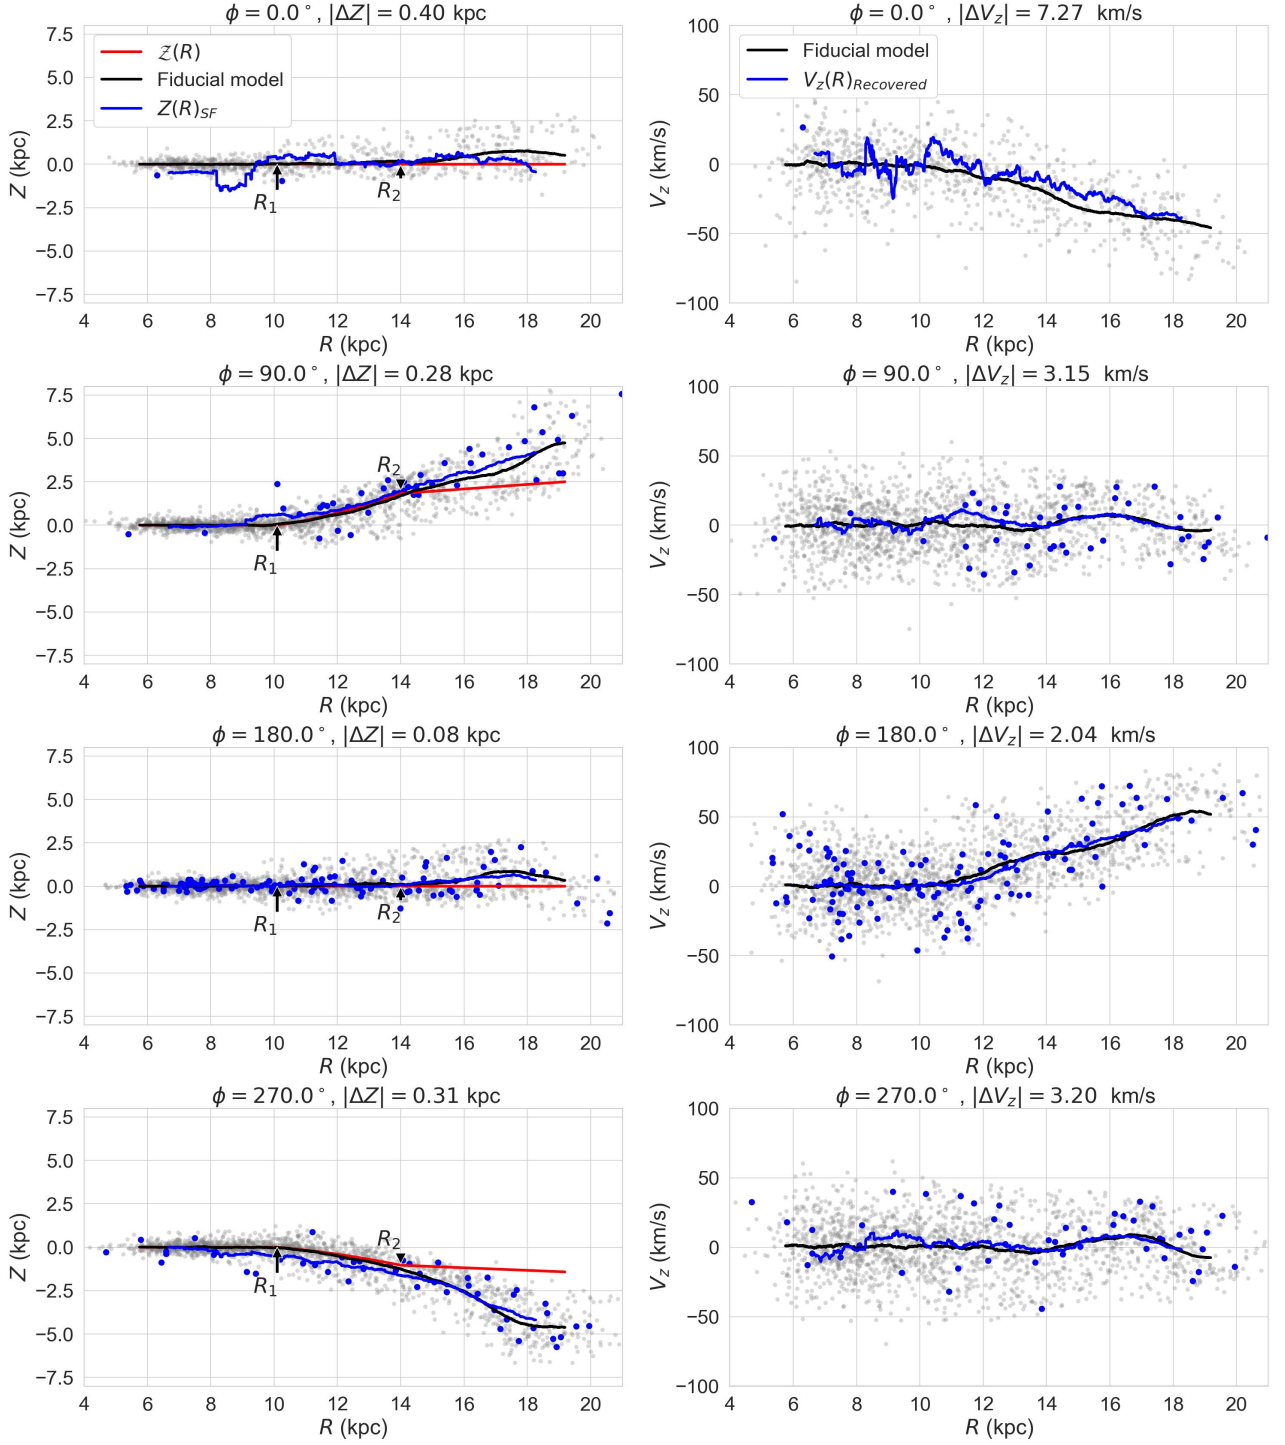 ϕ = 0.0°, |ΔZ| = 0.40 kpc
7.5
5.0
2.5
0.0
−2.5
−5.0
−7.5
Z (kpc)
𝒵(R)
Fiducial model
Z(R)SF
R1
R2
4 6 8 10 12 14 16 18 20
R (kpc)
ϕ = 0.0°, |ΔVz| = 7.27 km/s
100
50
0
−50
−100
Vz (km/s)
Fiducial model
Vz(R)Recovered
4 6 8 10 12 14 16 18 20
R (kpc)
ϕ = 90.0°, |ΔZ| = 0.28 kpc
7.5
5.0
2.5
0.0
−2.5
−5.0
−7.5
Z (kpc)
R2
R1
4 6 8 10 12 14 16 18 20
R (kpc)
ϕ = 90.0°, |ΔVz| = 3.15 km/s
100
50
0
−50
−100
Vz (km/s)
4 6 8 10 12 14 16 18 20
R (kpc)
ϕ = 180.0°, |ΔZ| = 0.08 kpc
7.5
5.0
2.5
0.0
−2.5
−5.0
−7.5
Z (kpc)
R1
R2
4 6 8 10 12 14 16 18 20
R (kpc)
ϕ = 180.0°, |ΔVz| = 2.04 km/s
100
50
0
−50
−100
Vz (km/s)
4 6 8 10 12 14 16 18 20
R (kpc)
ϕ = 270.0°, |ΔZ| = 0.31 kpc
7.5
5.0
2.5
0.0
−2.5
−5.0
−7.5
Z (kpc)
R2
R1
4 6 8 10 12 14 16 18 20
R (kpc)
ϕ = 270.0°, |ΔVz| = 3.20 km/s
100
50
0
−50
−100
Vz (km/s)
4 6 8 10 12 14 16 18 20
R (kpc)